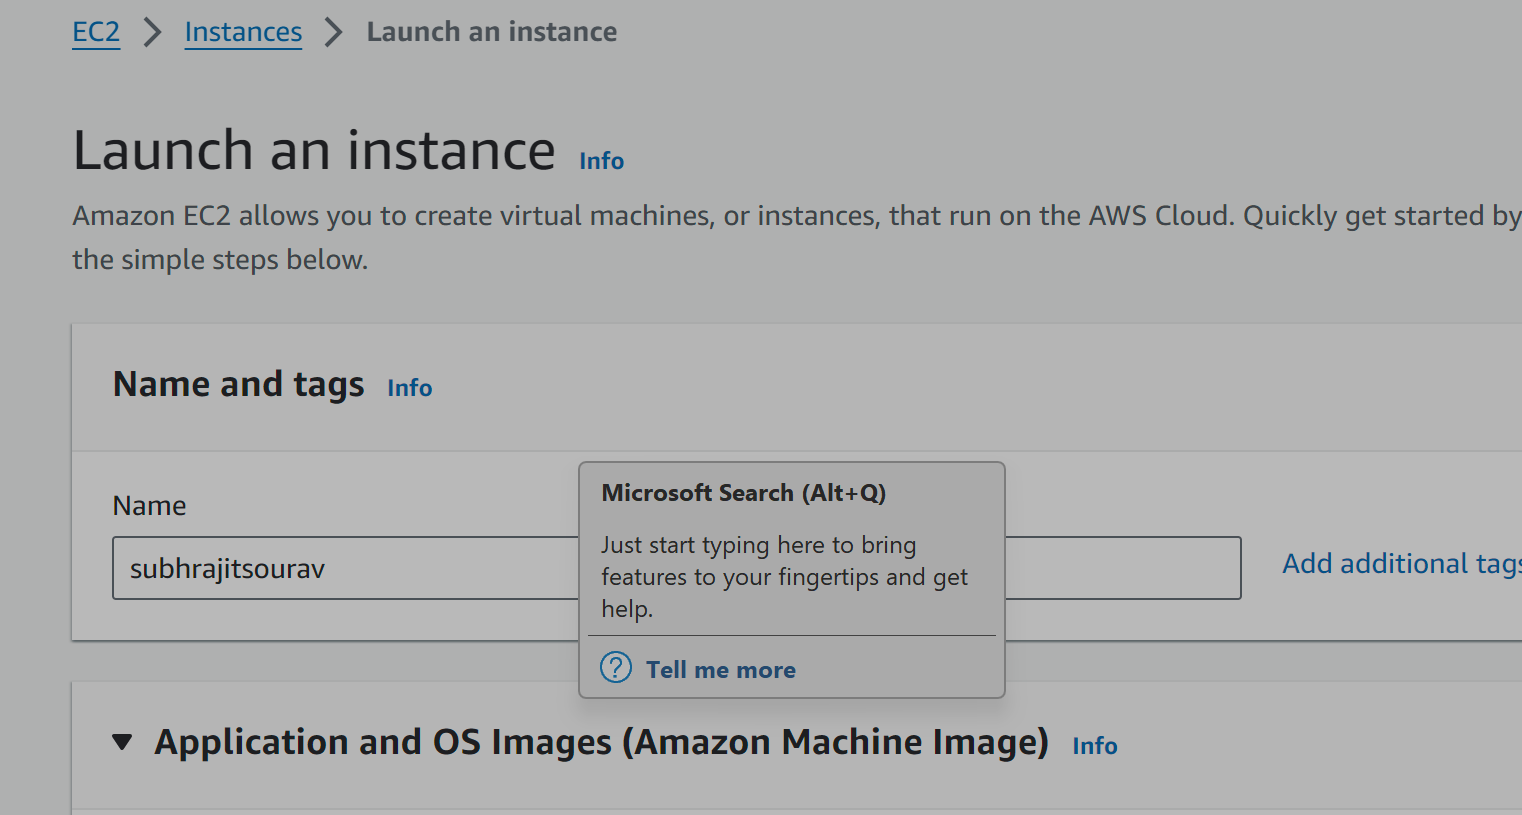 EC2 > Instances > Launch an instance
Launch an instance Info
Amazon EC2 allows you to create virtual machines, or instances, that run on the AWS Cloud. Quickly get started by
the simple steps below.
Name and tags Info
Name
subhrajitsourav
Add additional tags
Microsoft Search (Alt+Q)
Just start typing here to bring
features to your fingertips and get
help.
Tell me more
Application and OS Images (Amazon Machine Image) Info